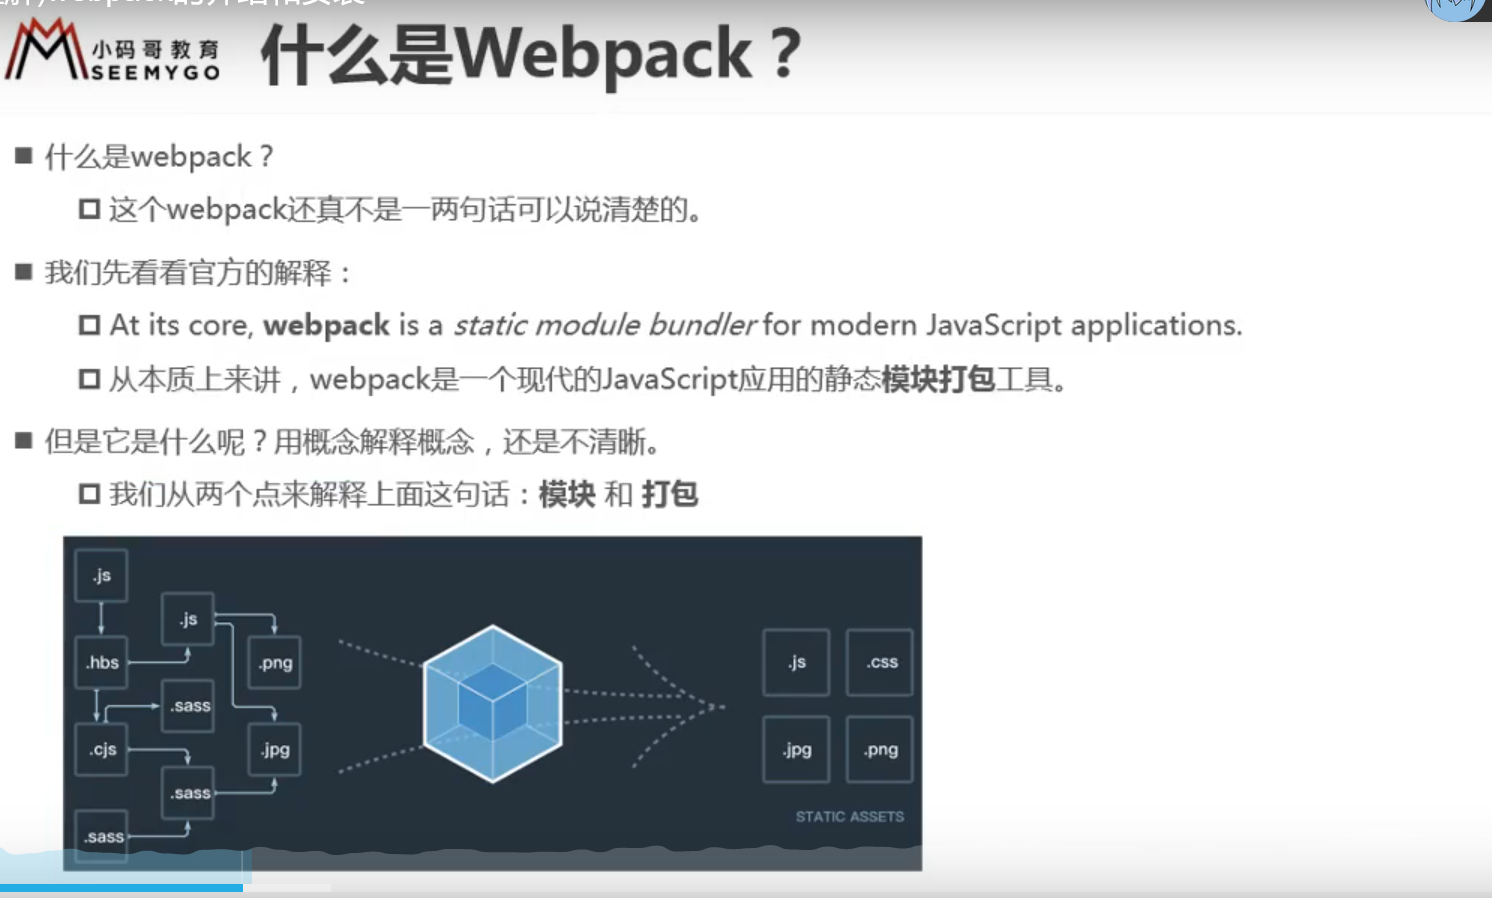 小码哥教育
SEEMYGO
什么是Webpack？
什么是webpack？
这个webpack还真不是一两句话可以说清楚的。
我们先看看官方的解释：
At its core, webpack is a static module bundler for modern JavaScript applications.
从本质上来讲，webpack是一个现代的JavaScript应用的静态模块打包工具。
但是它是什么呢？用概念解释概念，还是不清晰。
我们从两个点来解释上面这句话：模块 和 打包
.js
.js
.hbs
.png
.sass
.cjs
.jpg
.sass
.sass
.js
.css
.jpg
.png
STATIC ASSETS